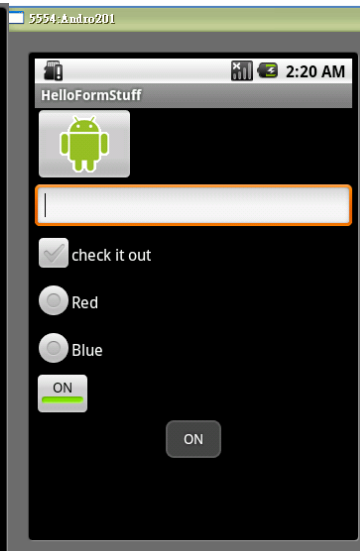 5554:Andro201
2:20 AM
HelloFormStuff
check it out
Red
Blue
ON
ON